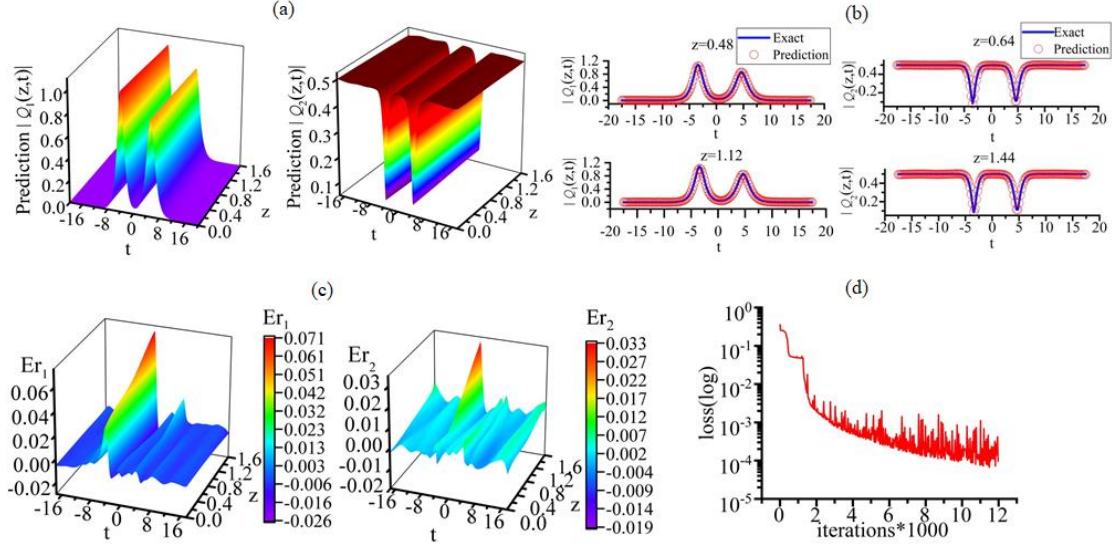 (a)
Prediction |Q₁(z,t)|
1.0
0.8
0.6
0.4
0.2
0.0
-16
-8
0
8
16
t
0.0
0.4
0.8
1.2
1.6
z
Prediction |Q₂(z,t)|
0.5
0.4
0.3
0.2
0.1
-16
-8
0
8
16
t
0.0
0.4
0.8
1.2
1.6
z
(b)
z=0.48
Exact
Prediction
|Q₁(z,t)|
1.2
0.8
0.4
0.0
-20 -15 -10 -5 0 5 10 15 20
t
z=1.12
|Q₁(z,t)|
1.2
0.8
0.4
0.0
-20 -15 -10 -5 0 5 10 15 20
t
z=0.64
Exact
Prediction
0.4
0.2
-20 -15 -10 -5 0 5 10 15 20
t
z=1.44
|Q₂(z,t)|
0.4
-20 -15 -10 -5 0 5 10 15 20
t
(c)
Er₁
0.06
0.04
0.02
0.00
-0.02
-16
-8
0
8
16
t
0.0
0.4
0.8
1.2
1.6
z
Er₁
0.071
0.061
0.051
0.042
0.032
0.022
0.013
0.003
-0.007
-0.016
-0.026
Er₂
0.03
0.02
0.01
0.00
-0.01
-0.02
-16
-8
0
8
16
t
0.0
0.4
0.8
1.2
1.6
z
Er₂
0.033
0.027
0.022
0.017
0.012
0.007
0.002
-0.004
-0.009
-0.014
-0.019
(d)
loss(log)
10⁰
10⁻¹
10⁻²
10⁻³
10⁻⁴
10⁻⁵
0 2 4 6 8 10 12
iterations*1000